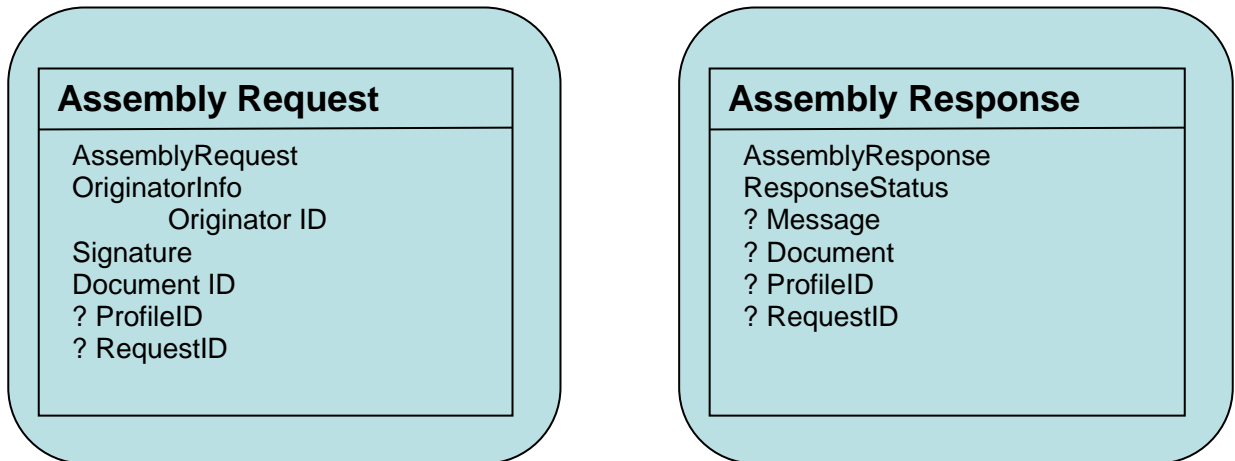 Assembly Request
AssemblyRequest
OriginatorInfo
Originator ID
Signature
Document ID
? ProfileID
? RequestID
Assembly Response
AssemblyResponse
ResponseStatus
? Message
? Document
? ProfileID
? RequestID